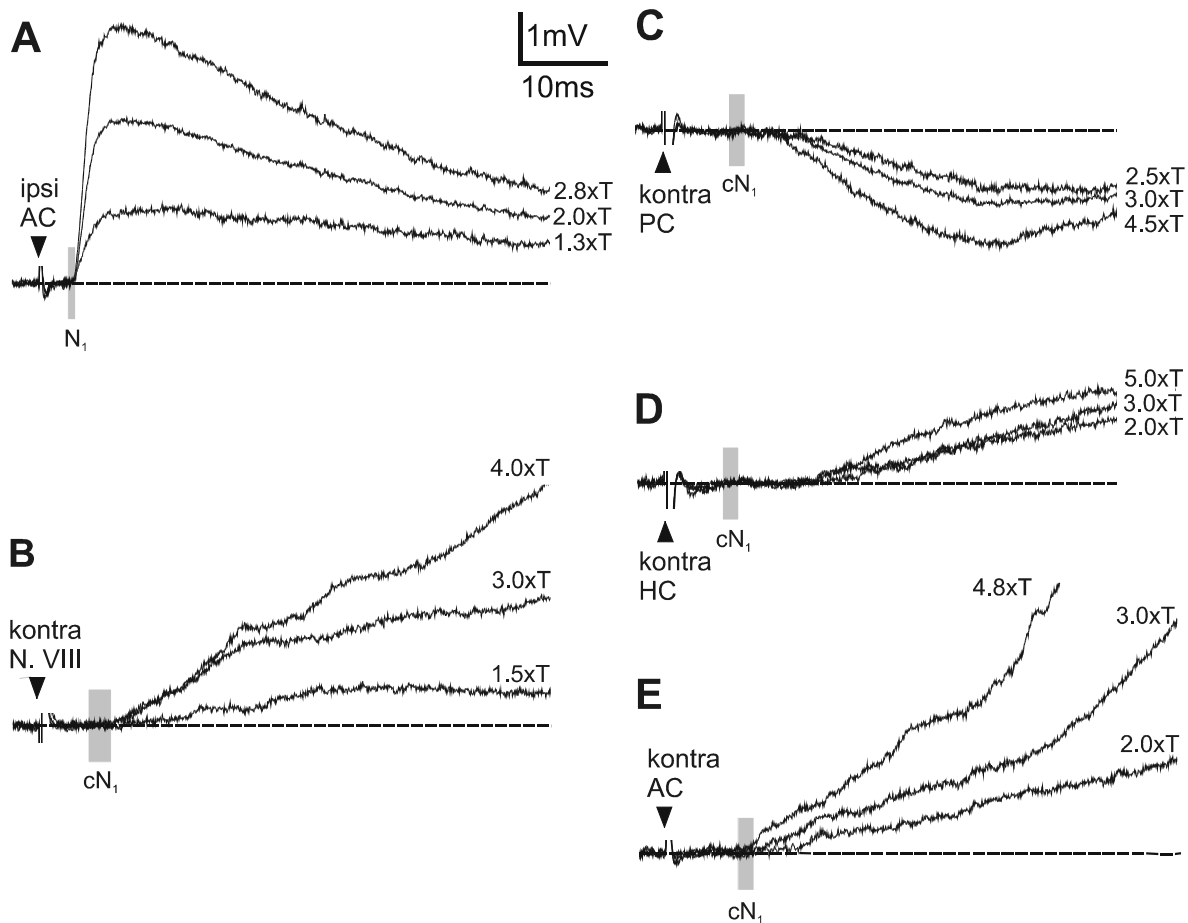 A
1mV
10ms
ipsi
AC
2.8xT
2.0xT
1.3xT
N₁
B
kontra
N. VIII
4.0xT
3.0xT
1.5xT
cN₁
C
kontra
PC
cN₁
2.5xT
3.0xT
4.5xT
D
5.0xT
3.0xT
2.0xT
kontra
HC
cN₁
E
4.8xT
3.0xT
2.0xT
kontra
AC
cN₁